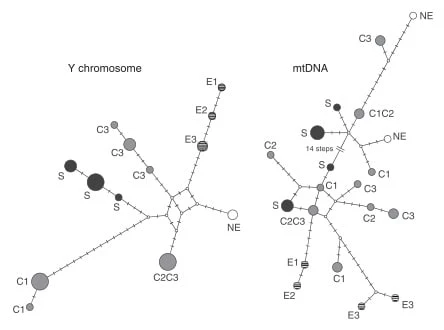 Y chromosome
E1
E2
E3
C3
C3
C3
S
S
S
NE
C2C3
C1
C1
mtDNA
NE
C3
S
C1C2
S
NE
14 steps
C2
S
C1
C1
C3
S
C2C3
C2
C3
E1
C1
E2
E3
E3